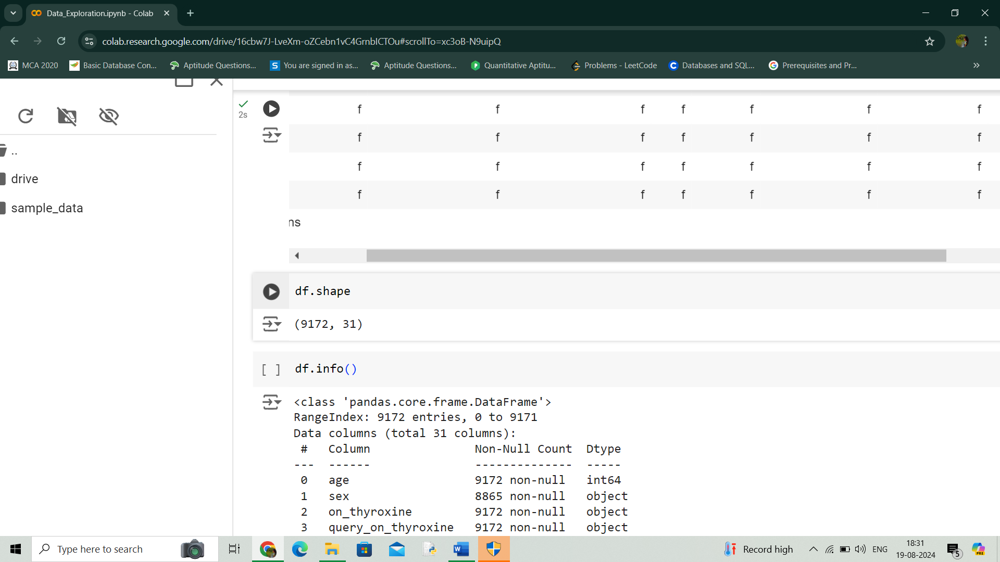 Data_Exploration.ipynb - Colab
colab.research.google.com/drive/16cbw7J-LveXm-oZCebn1vC4GrnbICTOu#scrollTo=xc3oB-N9uipQ
MCA 2020 Basic Database Con... Aptitude Questions... S You are signed in as... Aptitude Questions... Quantitative Aptitu... Problems - LeetCode C Databases and SQL... G Prerequisites and Pr... »
2s
f f f f f f f
f f f f f f f
f f f f f f f
f f f f f f f
..
drive
sample_data
ns
df.shape
(9172, 31)
[ ] df.info()
<class 'pandas.core.frame.DataFrame'>
RangeIndex: 9172 entries, 0 to 9171
Data columns (total 31 columns):
# Column Non-Null Count Dtype
--- ------ -------------- -----
0 age 9172 non-null int64
1 sex 8865 non-null object
2 on_thyroxine 9172 non-null object
3 query_on_thyroxine 9172 non-null object
Type here to search
W
Record high
ENG
18:31
19-08-2024
5
PRE